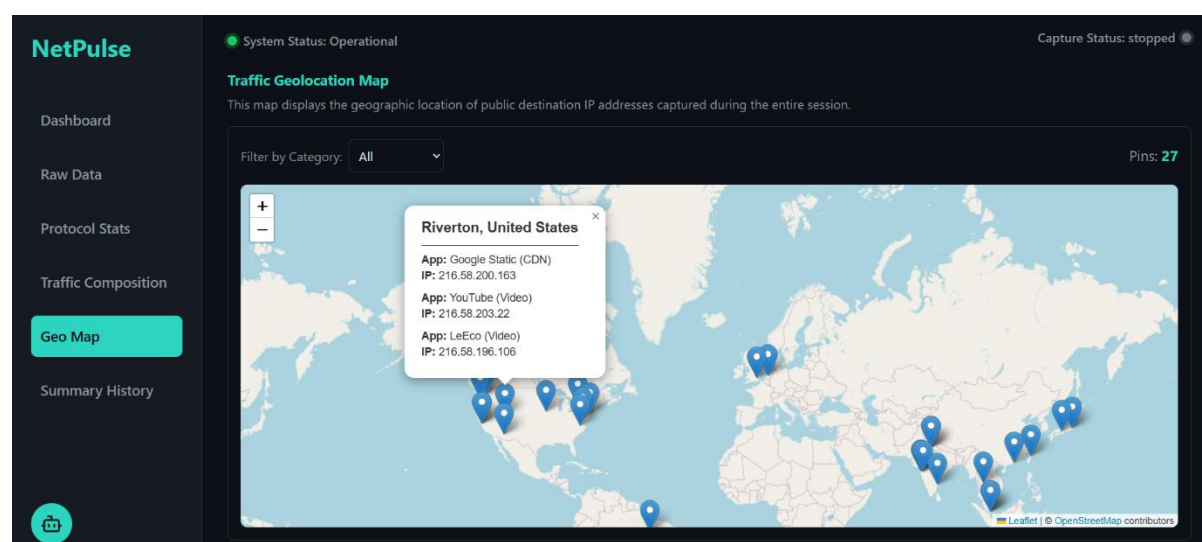 NetPulse
Dashboard
Raw Data
Protocol Stats
Traffic Composition
Geo Map
Summary History
System Status: Operational
Capture Status: stopped
Traffic Geolocation Map
This map displays the geographic location of public destination IP addresses captured during the entire session.
Filter by Category: All
Pins: 27
+
−
Riverton, United States
×
App: Google Static (CDN)
IP: 216.58.200.163
App: YouTube (Video)
IP: 216.58.203.22
App: LeEco (Video)
IP: 216.58.196.106
Leaflet | © OpenStreetMap contributors